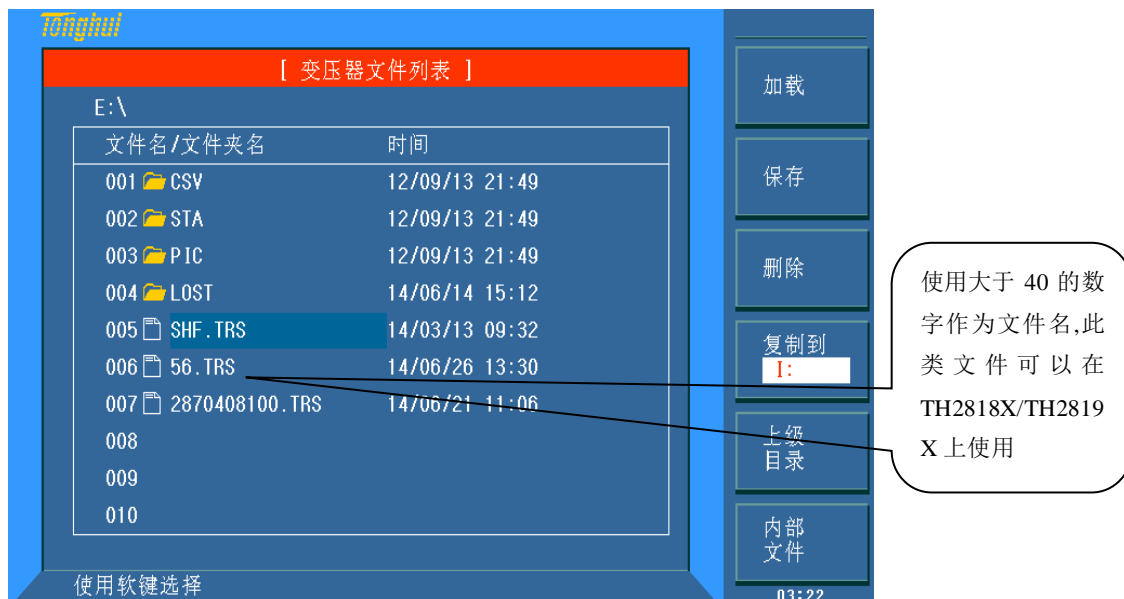 Tonghui
[ 变压器文件列表 ]
E:\
文件名/文件夹名 时间
001 CSV 12/09/13 21:49
002 STA 12/09/13 21:49
003 PIC 12/09/13 21:49
004 LOST 14/06/14 15:12
005 SHF.TRS 14/03/13 09:32
006 56.TRS 14/06/26 13:30
007 2870408100.TRS 14/06/21 11:06
008
009
010
使用软键选择
加载
保存
删除
复制到
I:
上级
目录
内部
文件
03:22
使用大于 40 的数
字作为文件名,此
类文件可以在
TH2818X/TH2819
X 上使用